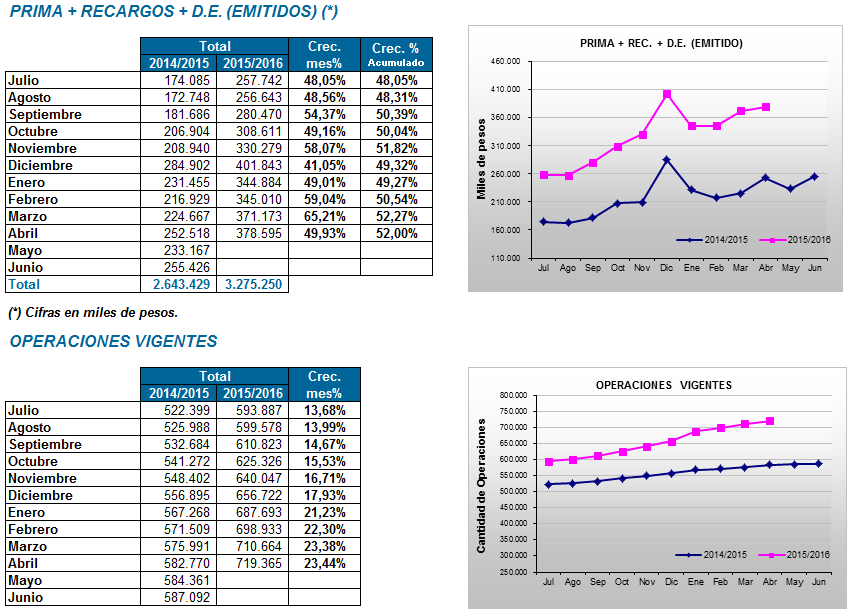 PRIMA + RECARGOS + D.E. (EMITIDOS) (*)
Total Crec. Crec. %
2014/2015 2015/2016 mes% Acumulado
Julio 174.085 257.742 48,05% 48,05%
Agosto 172.748 256.643 48,56% 48,31%
Septiembre 181.686 280.470 54,37% 50,39%
Octubre 206.904 308.611 49,16% 50,04%
Noviembre 208.940 330.279 58,07% 51,82%
Diciembre 284.902 401.843 41,05% 49,32%
Enero 231.455 344.884 49,01% 49,27%
Febrero 216.929 345.010 59,04% 50,54%
Marzo 224.667 371.173 65,21% 52,27%
Abril 252.518 378.595 49,93% 52,00%
Mayo 233.167
Junio 255.426
Total 2.643.429 3.275.250
(*) Cifras en miles de pesos.
PRIMA + REC. + D.E. (EMITIDO)
Miles de pesos
460.000
410.000
360.000
310.000
260.000
210.000
160.000
110.000
2014/2015 2015/2016
Jul Ago Sep Oct Nov Dic Ene Feb Mar Abr May Jun
OPERACIONES VIGENTES
Total Crec.
2014/2015 2015/2016 mes%
Julio 522.399 593.887 13,68%
Agosto 525.988 599.578 13,99%
Septiembre 532.684 610.823 14,67%
Octubre 541.272 625.326 15,53%
Noviembre 548.402 640.047 16,71%
Diciembre 556.895 656.722 17,93%
Enero 567.268 687.693 21,23%
Febrero 571.509 698.933 22,30%
Marzo 575.991 710.664 23,38%
Abril 582.770 719.365 23,44%
Mayo 584.361
Junio 587.092
OPERACIONES VIGENTES
Cantidad de Operaciones
800.000
750.000
700.000
650.000
600.000
550.000
500.000
450.000
400.000
350.000
300.000
250.000
2014/2015 2015/2016
Jul Ago Sep Oct Nov Dic Ene Feb Mar Abr May Jun